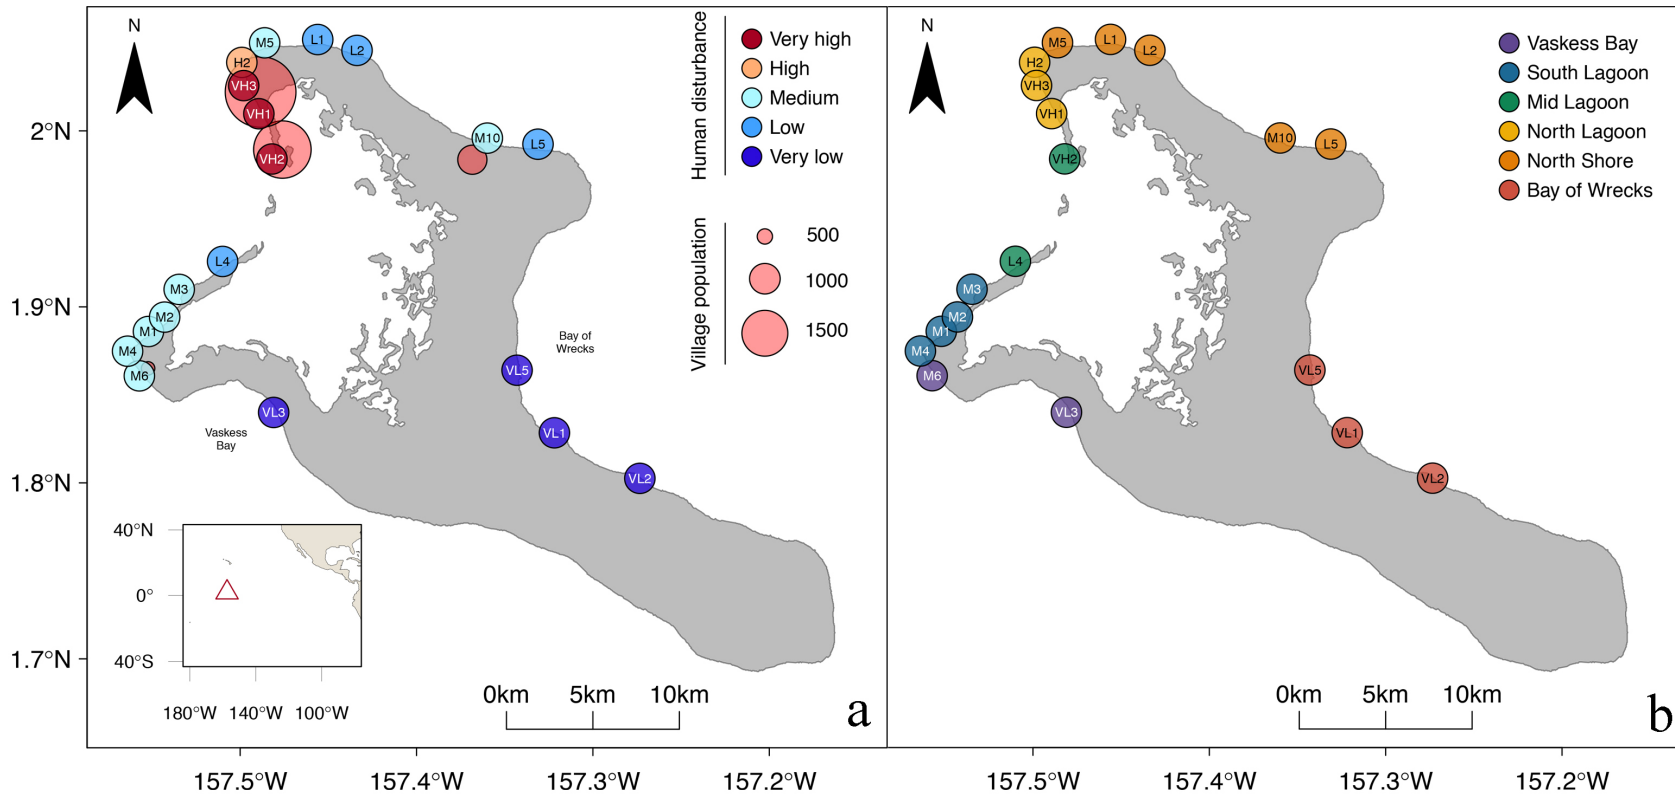 N
M5
L1
L2
H2
VH3
VH1
VH2
M10
L5
L4
M3
M2
M1
M4
M6
VL3
VL5
VL1
VL2
Bay of
Wrecks
Vaskess
Bay
Human disturbance
Very high
High
Medium
Low
Very low
Village population
500
1000
1500
2°N
1.9°N
1.8°N
1.7°N
40°N
0°
40°S
180°W 140°W 100°W
0km 5km 10km
a
157.5°W 157.4°W 157.3°W 157.2°W
N
M5
L1
L2
H2
VH3
VH1
VH2
M10
L5
L4
M3
M2
M1
M4
M6
VL3
VL5
VL1
VL2
Vaskess Bay
South Lagoon
Mid Lagoon
North Lagoon
North Shore
Bay of Wrecks
0km 5km 10km
b
157.5°W 157.4°W 157.3°W 157.2°W